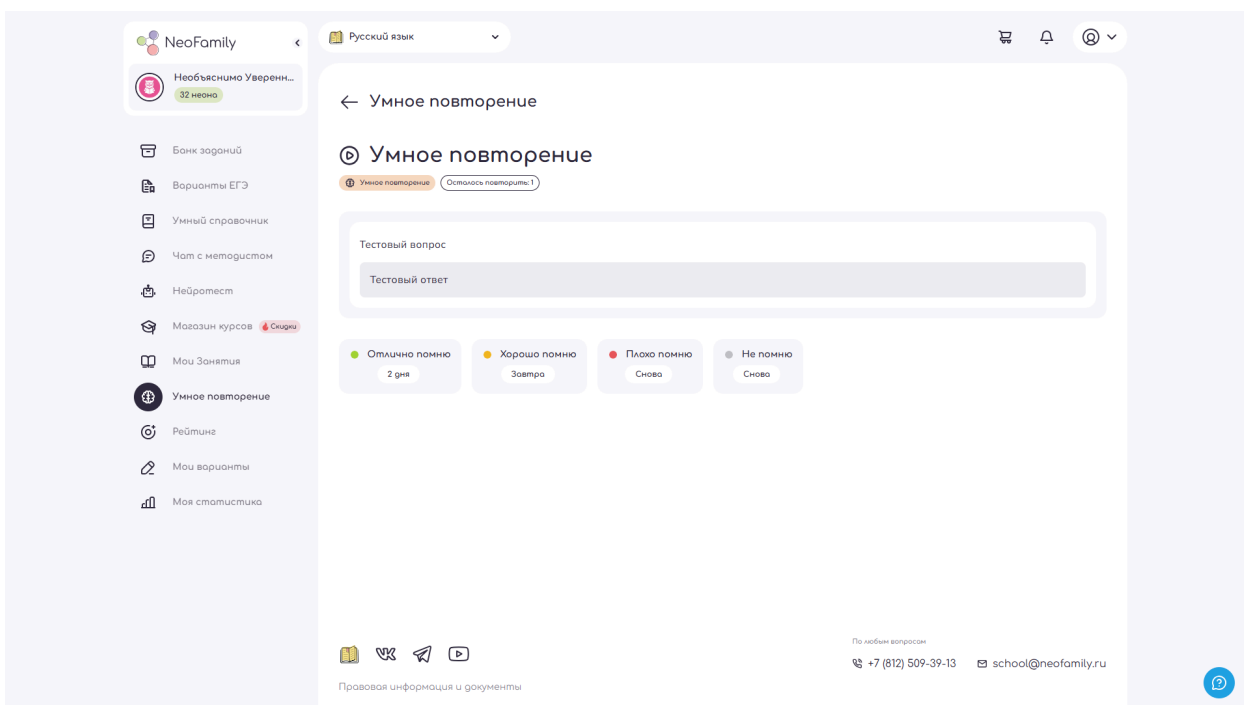 NeoFamily
Русский язык
Необъяснимо Уверенн...
32 неона
Банк заданий
Варианты ЕГЭ
Умный справочник
Чат с методистом
Нейротест
Магазин курсов
Скидки
Мои Занятия
Умное повторение
Рейтинг
Мои варианты
Моя статистика
Умное повторение
Умное повторение
Умное повторение
Осталось повторить: 1
Тестовый вопрос
Тестовый ответ
Отлично помню
2 дня
Хорошо помню
Завтра
Плохо помню
Снова
Не помню
Снова
По любым вопросам
+7 (812) 509-39-13
school@neofamily.ru
Правовая информация и документы